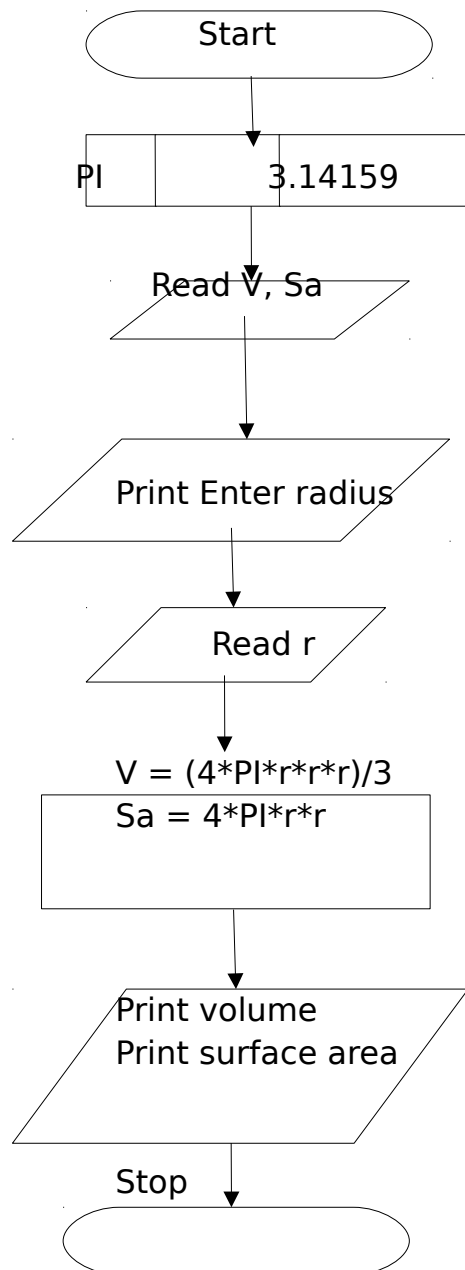 Start
PI 3.14159
Read V, Sa
Print Enter radius
Read r
V = (4*PI*r*r*r)/3
Sa = 4*PI*r*r
Print volume
Print surface area
Stop